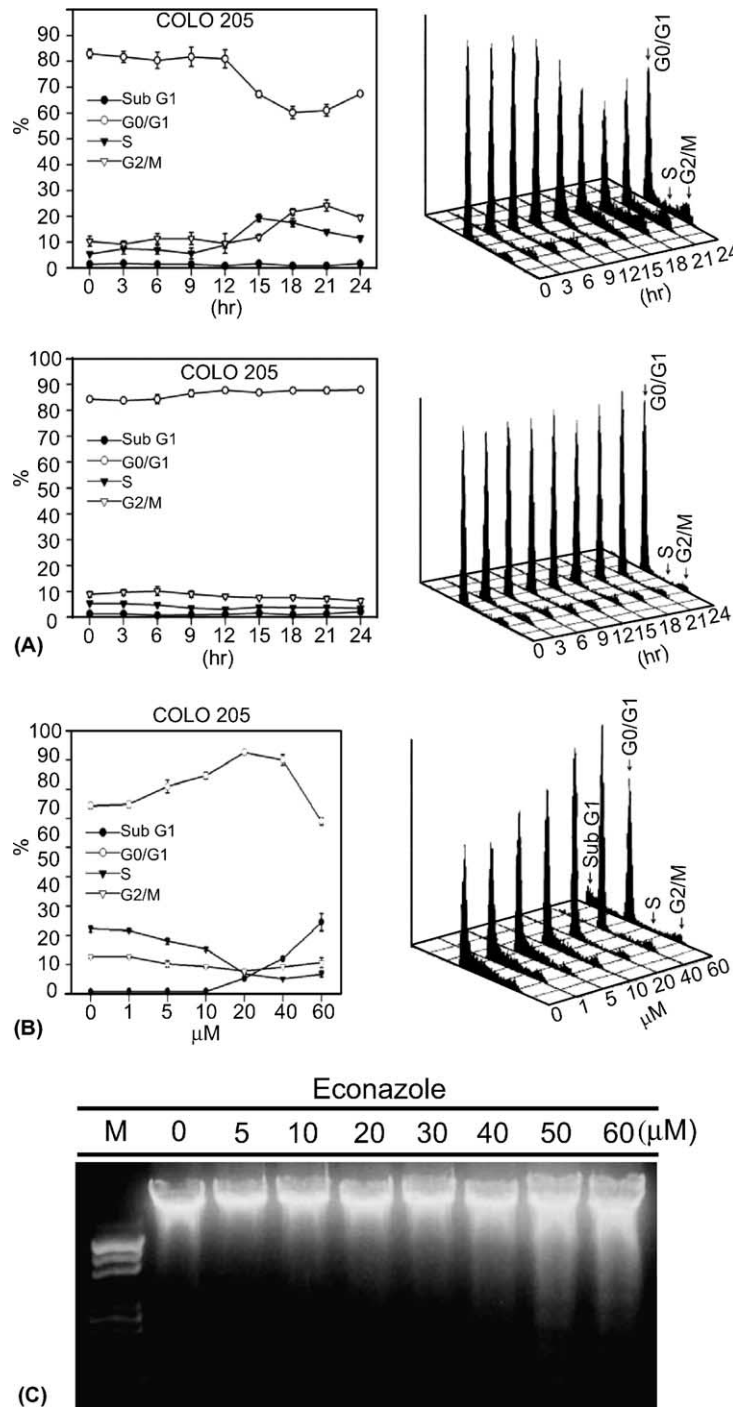 COLO 205
90
80
70
60
50
40
30
20
10
0
%
Sub G1
G0/G1
S
G2/M
0 3 6 9 12 15 18 21 24
(hr)
G0/G1
S
G2/M
0 3 6 9 12 15 18 21 24
(hr)
COLO 205
100
90
80
70
60
50
40
30
20
10
0
%
Sub G1
G0/G1
S
G2/M
0 3 6 9 12 15 18 21 24
(hr)
(A)
G0/G1
S
G2/M
0 3 6 9 12 15 18 21 24
(hr)
COLO 205
100
90
80
70
60
50
40
30
20
10
0
%
Sub G1
G0/G1
S
G2/M
0 1 5 10 20 40 60
μM
(B)
Sub G1
G0/G1
S
G2/M
0 1 5 10 20 40 60
μM
Econazole
M 0 5 10 20 30 40 50 60 (μM)
(C)